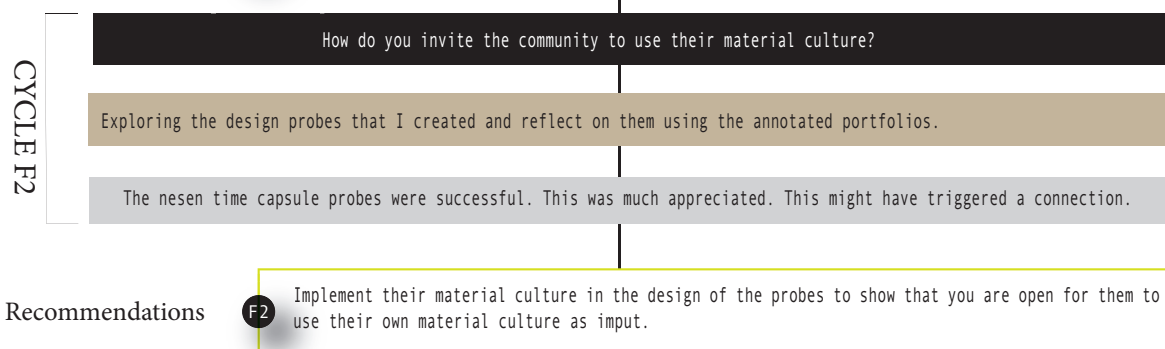 How do you invite the community to use their material culture?
CYCLE F2
Exploring the design probes that I created and reflect on them using the annotated portfolios.
The nesen time capsule probes were successful. This was much appreciated. This might have triggered a connection.
Recommendations
F2
Implement their material culture in the design of the probes to show that you are open for them to
use their own material culture as imput.